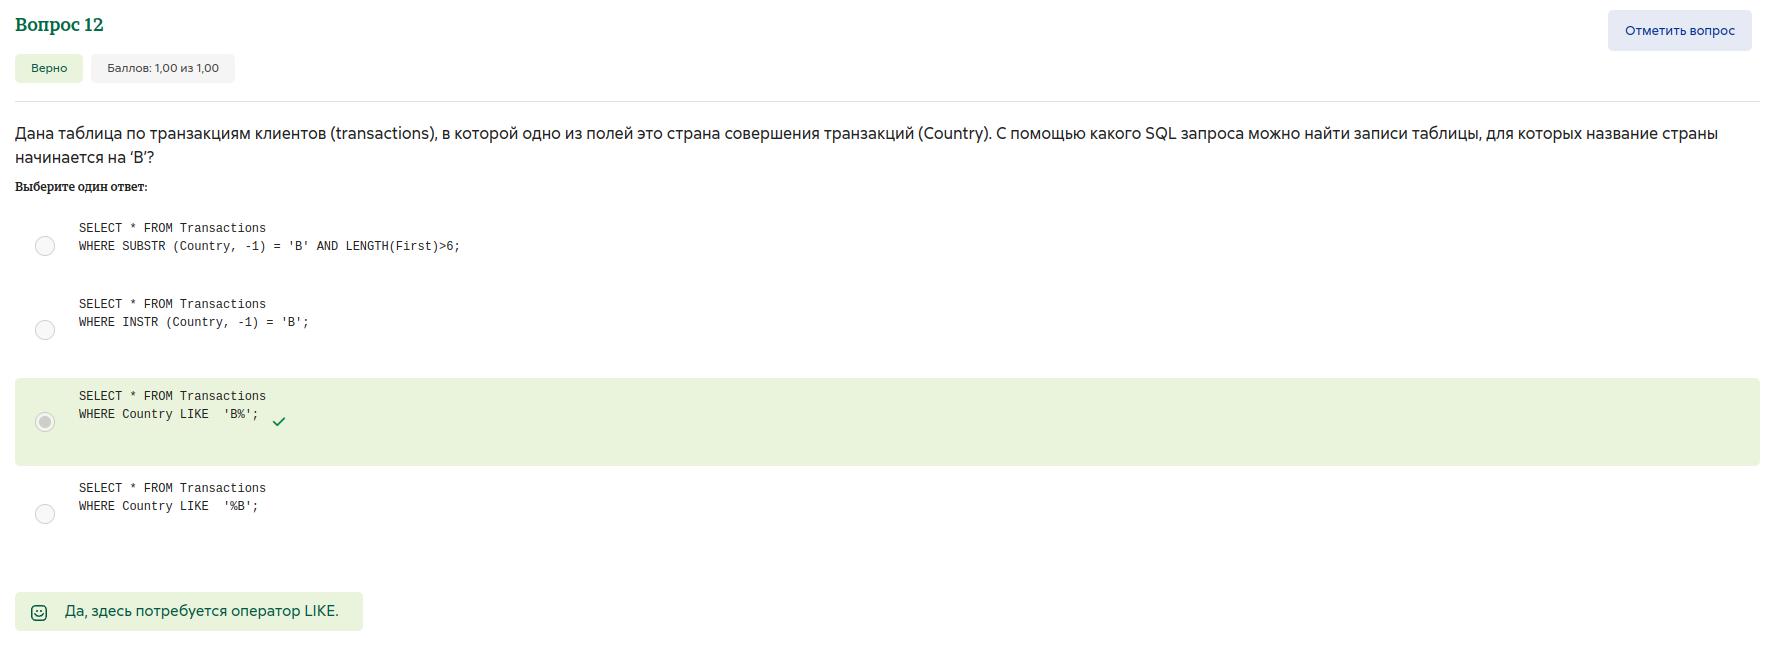 Вопрос 12
Отметить вопрос
Верно
Баллов: 1,00 из 1,00
Дана таблица по транзакциям клиентов (transactions), в которой одно из полей это страна совершения транзакций (Country). С помощью какого SQL запроса можно найти записи таблицы, для которых название страны
начинается на ‘B’?
Выберите один ответ:
SELECT * FROM Transactions
WHERE SUBSTR (Country, -1) = 'B' AND LENGTH(First)>6;
SELECT * FROM Transactions
WHERE INSTR (Country, -1) = 'B';
SELECT * FROM Transactions
WHERE Country LIKE  'B%';
SELECT * FROM Transactions
WHERE Country LIKE  '%B';
Да, здесь потребуется оператор LIKE.